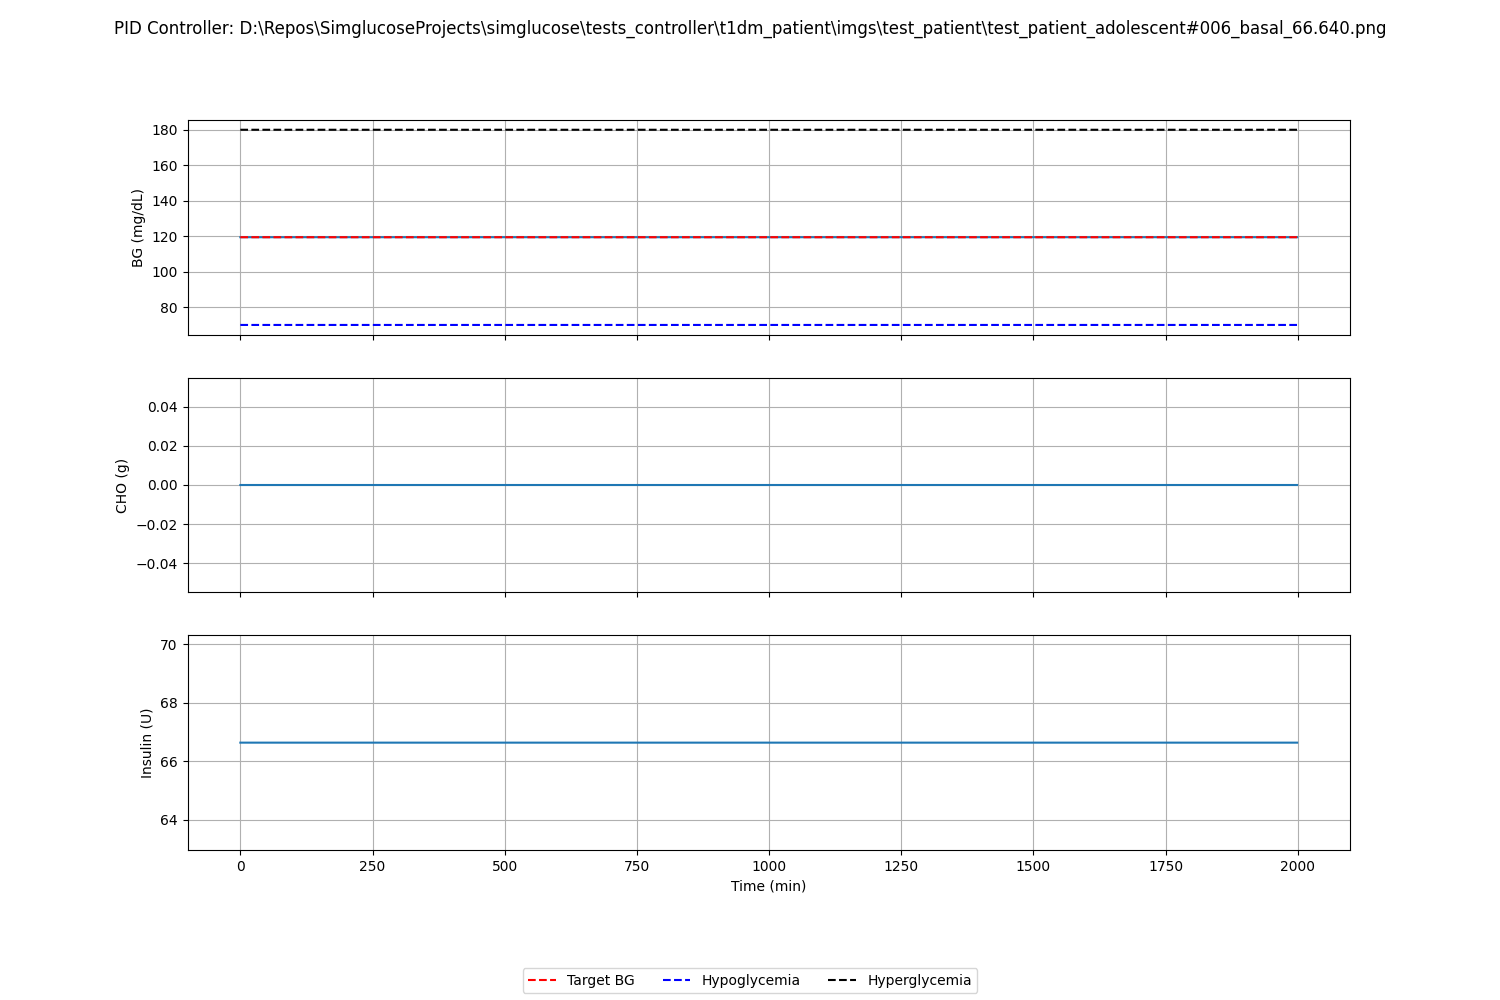 PID Controller: D:\Repos\SimglucoseProjects\simglucose\tests_controller\t1dm_patient\imgs\test_patient\test_patient_adolescent#006_basal_66.640.png
180
160
140
120
100
80
BG (mg/dL)
0.04
0.02
0.00
−0.02
−0.04
CHO (g)
70
68
66
64
Insulin (U)
0 250 500 750 1000 1250 1500 1750 2000
Time (min)
Target BG Hypoglycemia Hyperglycemia